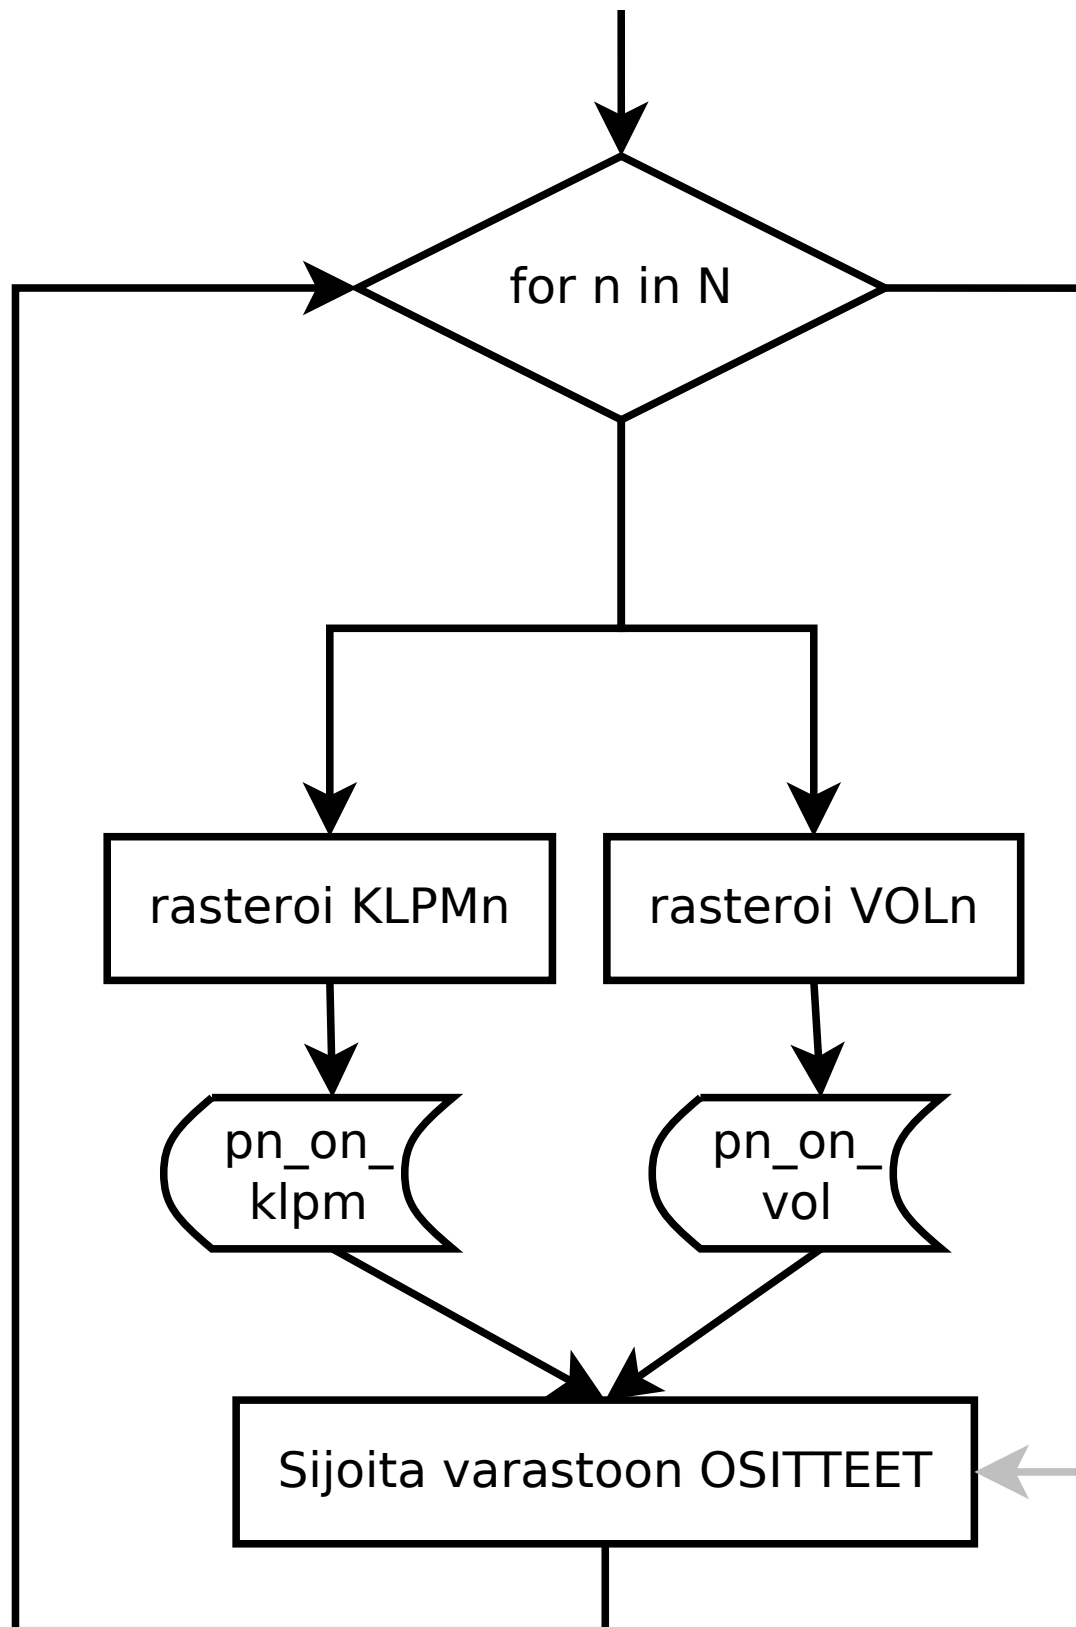 for n in N
rasteroi KLPMn
rasteroi VOLn
pn_on_
klpm
pn_on_
vol
Sijoita varastoon OSITTEET